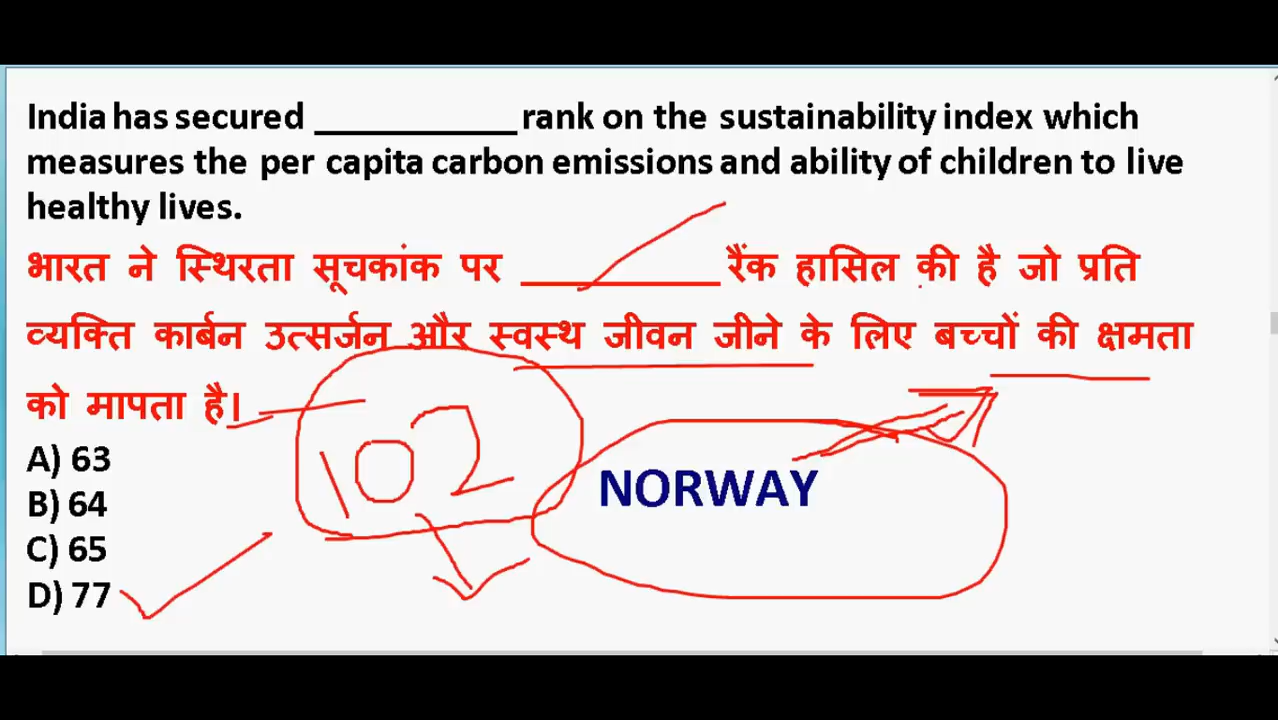 India has secured __________ rank on the sustainability index which
measures the per capita carbon emissions and ability of children to live
healthy lives.
भारत ने स्थिरता सूचकांक पर __________ रैंक हासिल की है जो प्रति
व्यक्ति कार्बन उत्सर्जन और स्वस्थ जीवन जीने के लिए बच्चों की क्षमता
को मापता है।
A) 63
102
NORWAY
B) 64
C) 65
D) 77